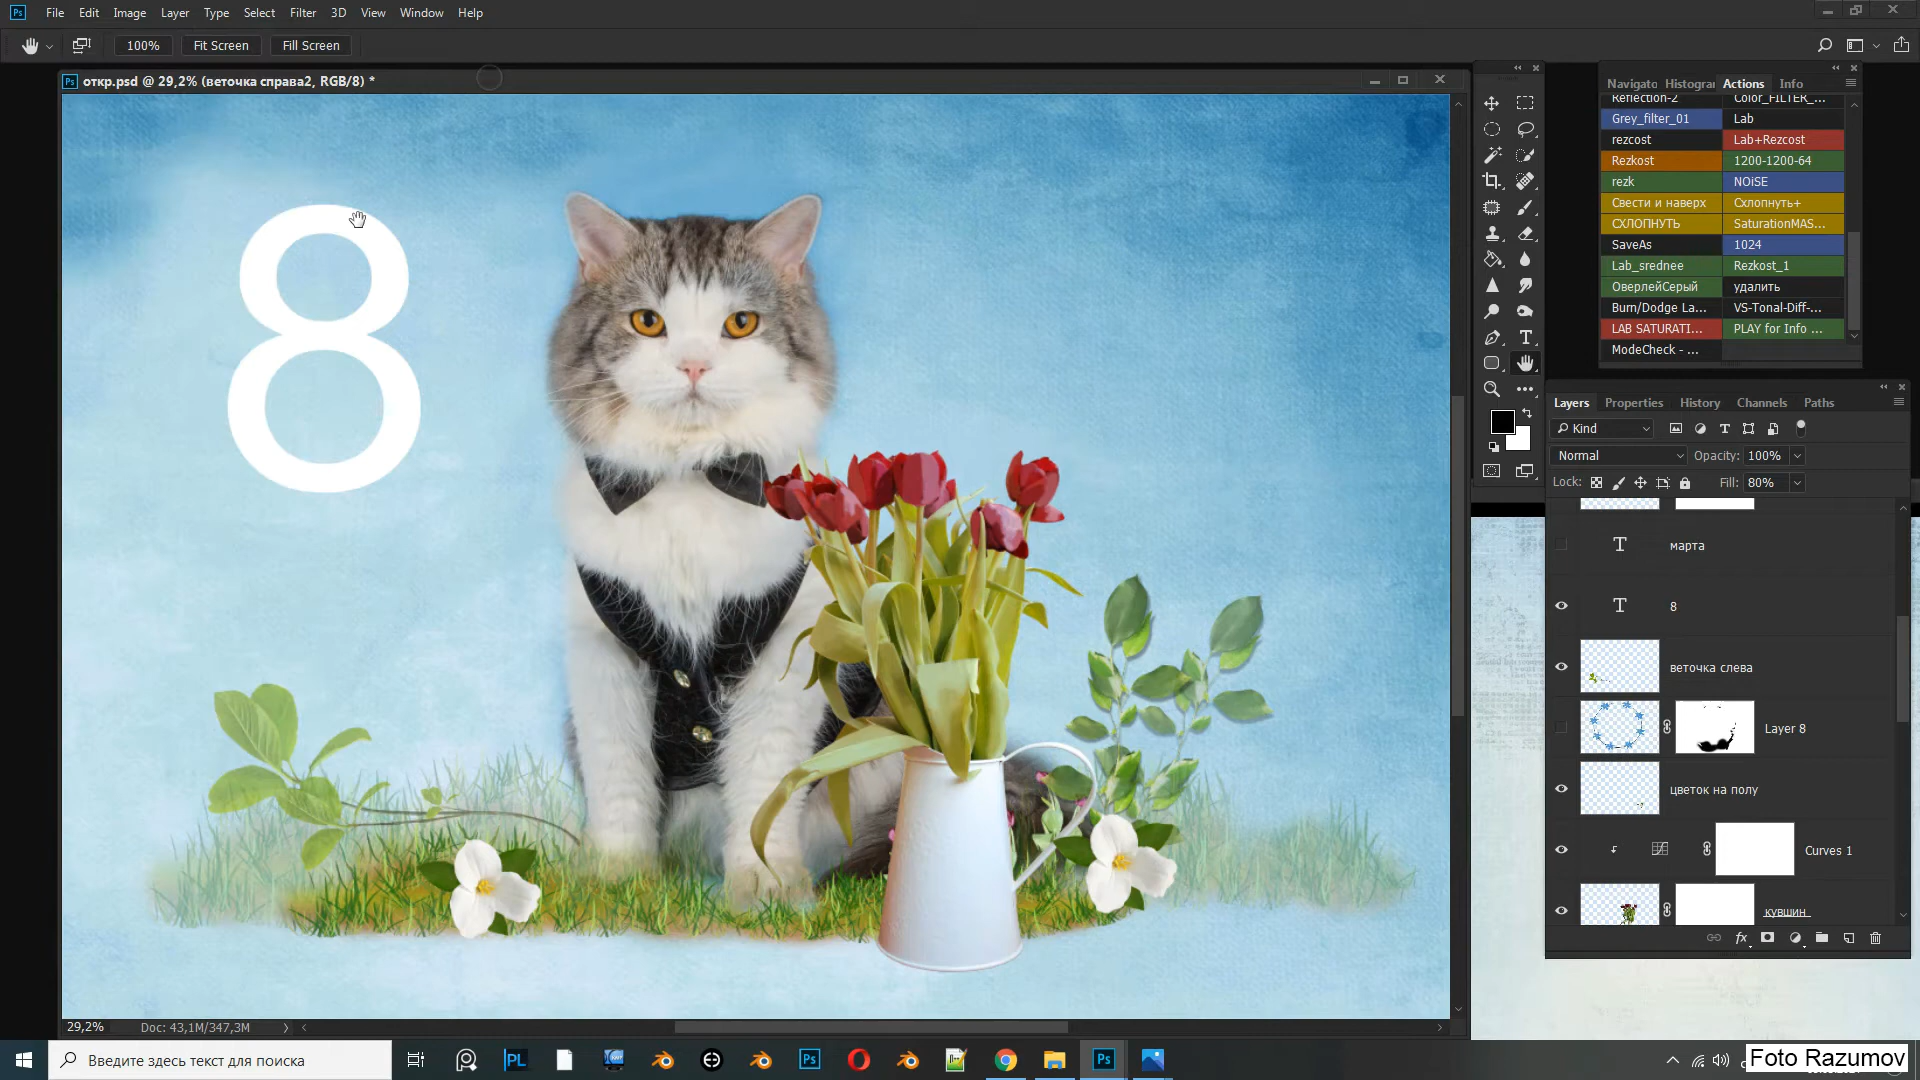 File Edit Image Layer Type Select Filter 3D View Window Help
100% Fit Screen Fill Screen
откр.psd @ 29,2% (веточка справа2, RGB/8) *
8
Navigato Histogran Actions Info
Reflection-2 Color_FILTER_...
Grey_filter_01 Lab
rezcost Lab+Rezcost
Rezkost 1200-1200-64
rezk NOiSE
Свести и наверх Схлопнуть+
СХЛОПНУТЬ SaturationMAS...
SaveAs 1024
Lab_srednee Rezkost_1
ОверлейСерый удалить
Burn/Dodge La... VS-Tonal-Diff-...
LAB SATURATI... PLAY for Info ...
ModeCheck - ...
Layers Properties History Channels Paths
Kind
Normal Opacity: 100%
Lock: Fill: 80%
марта
8
веточка слева
Layer 8
цветок на полу
Curves 1
кувшин
29,2% Doc: 43,1M/347,3M
Введите здесь текст для поиска
Foto Razumov